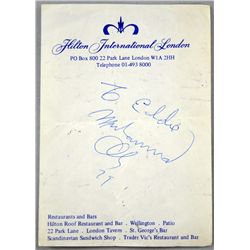 Hilton International London
PO Box 800 22 Park Lane London W1A 2HH
Telephone 01-493 8000
To Eddie
Muhammad
Ali
Restaurants and Bars
Hilton Roof Restaurant and Bar . Wellington . Patio
22 Park Lane . London Tavern . St. George's Bar
Scandinavian Sandwich Shop . Trader Vic's Restaurant and Bar